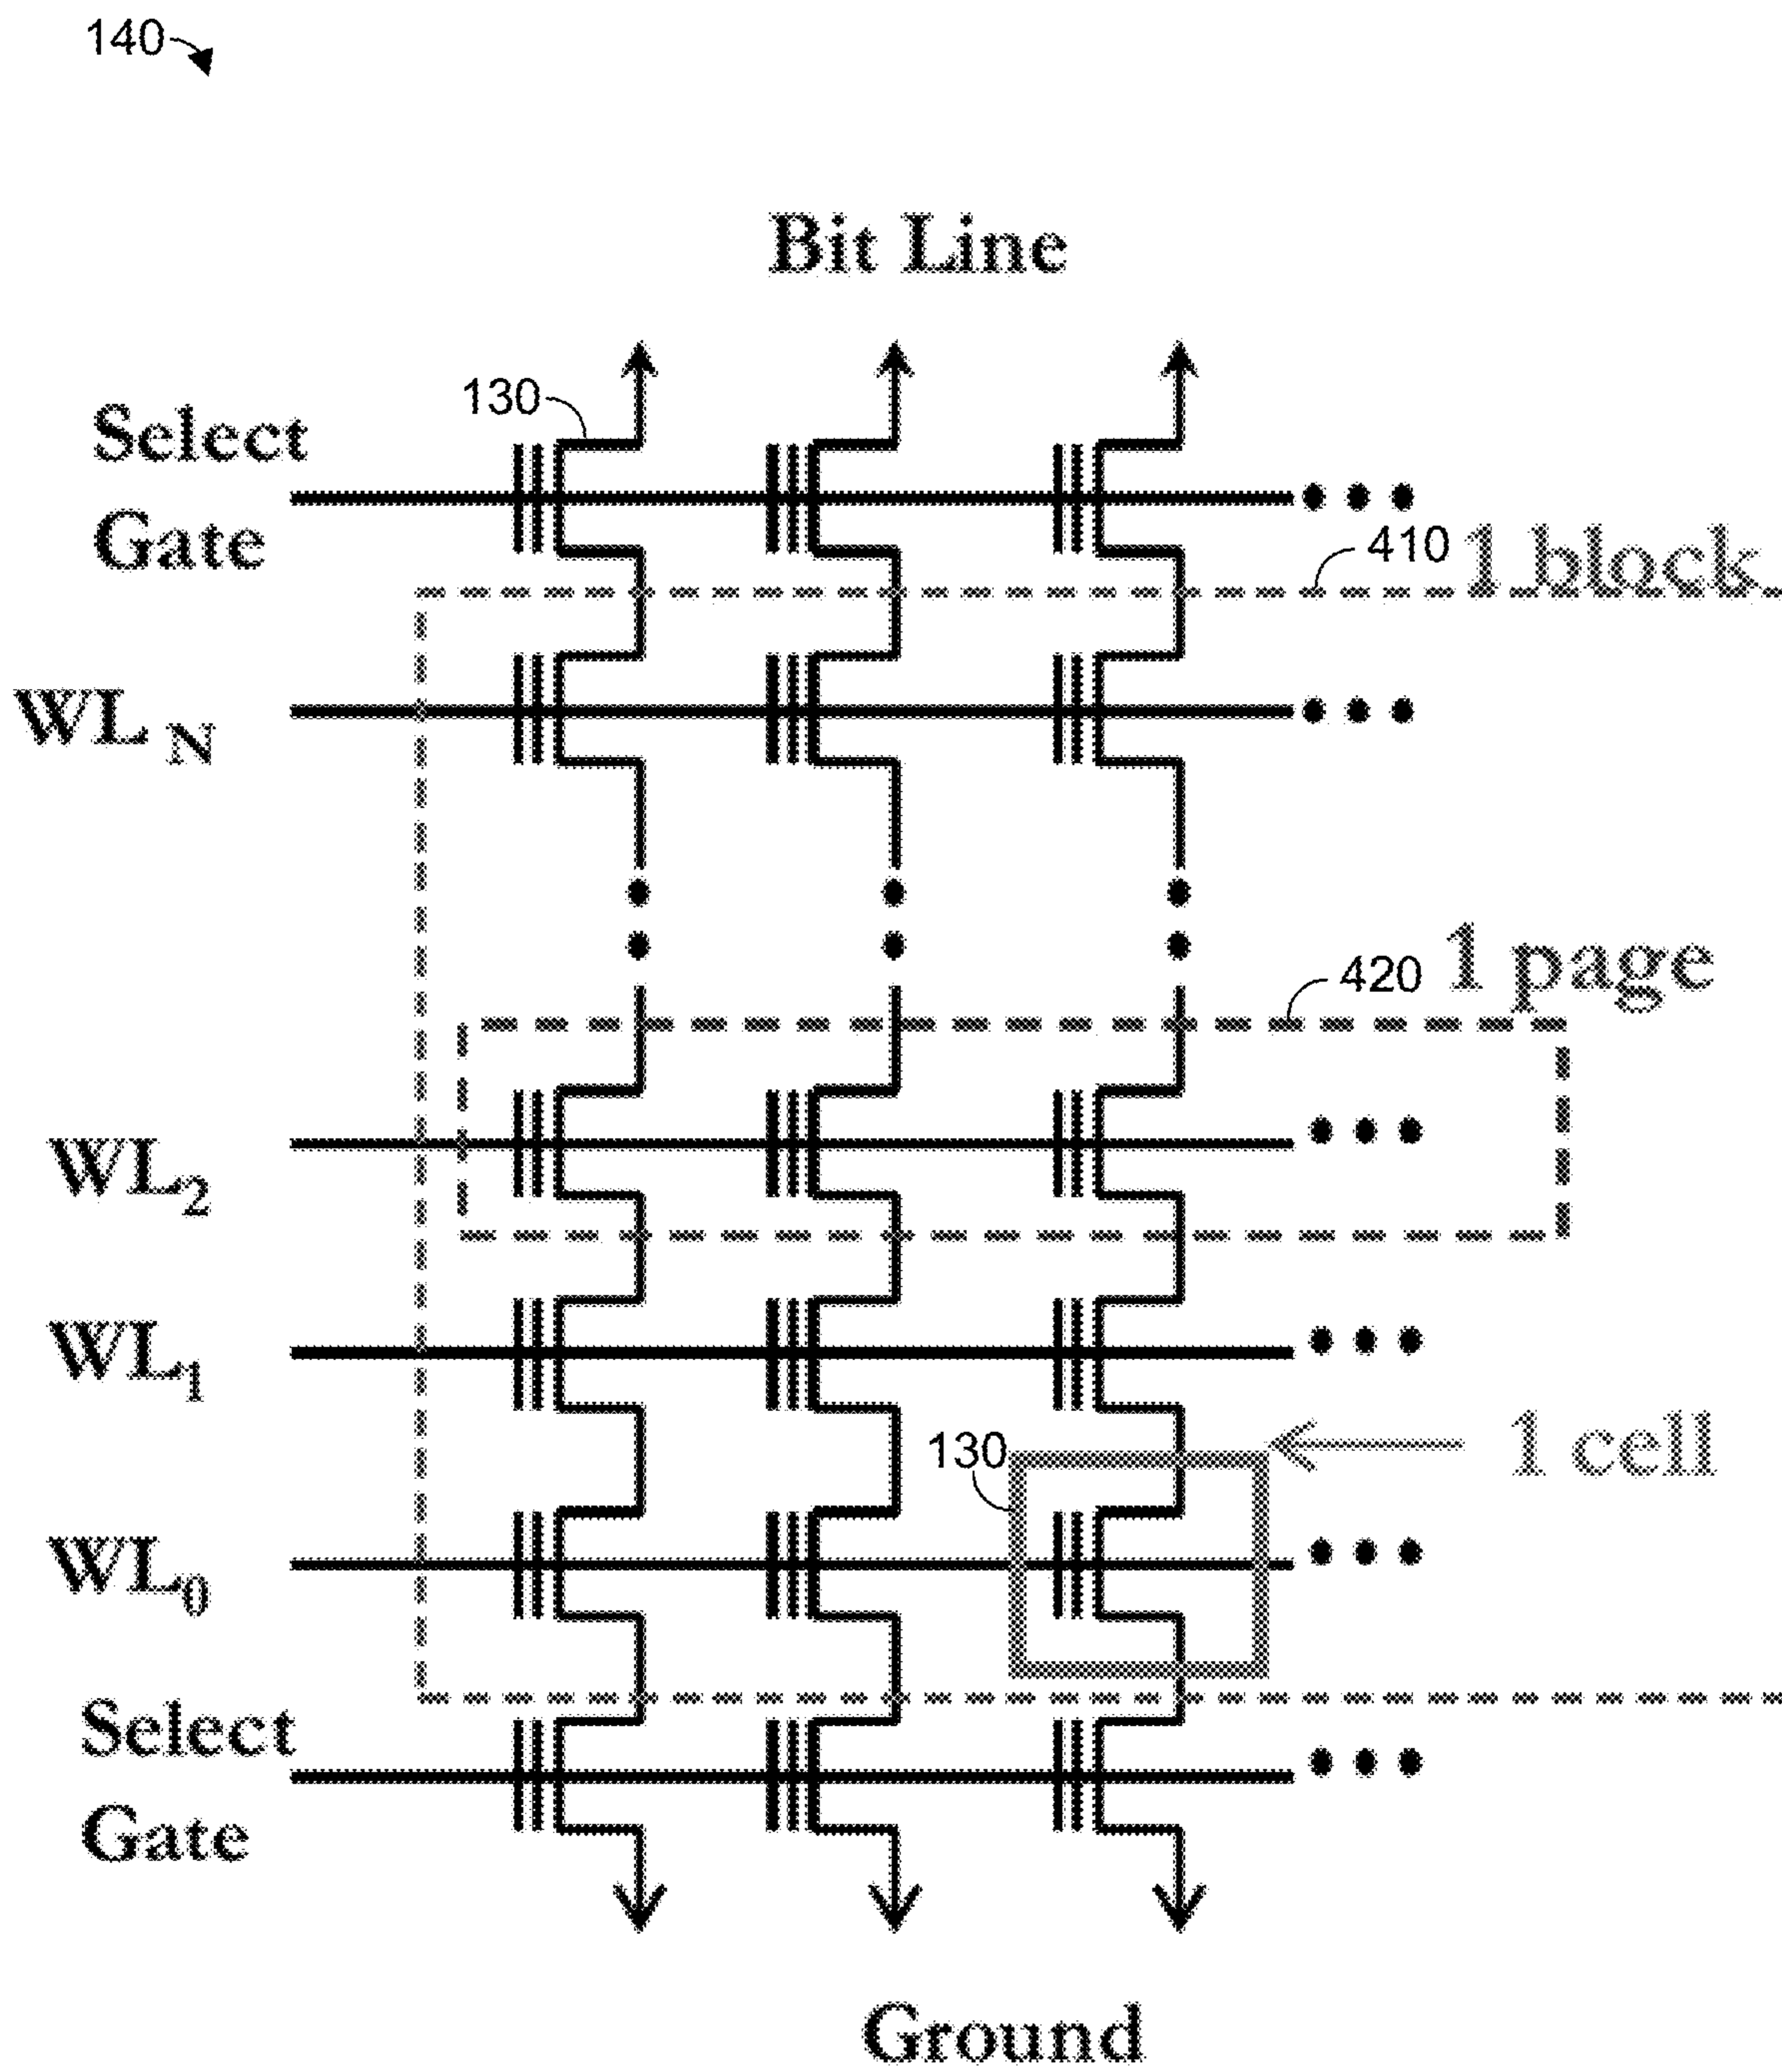 140
Bit Line
130
Select
Gate
410 1 block
WL N
420 1 page
WL2
WL1
130
1 cell
WL0
Select
Gate
Ground